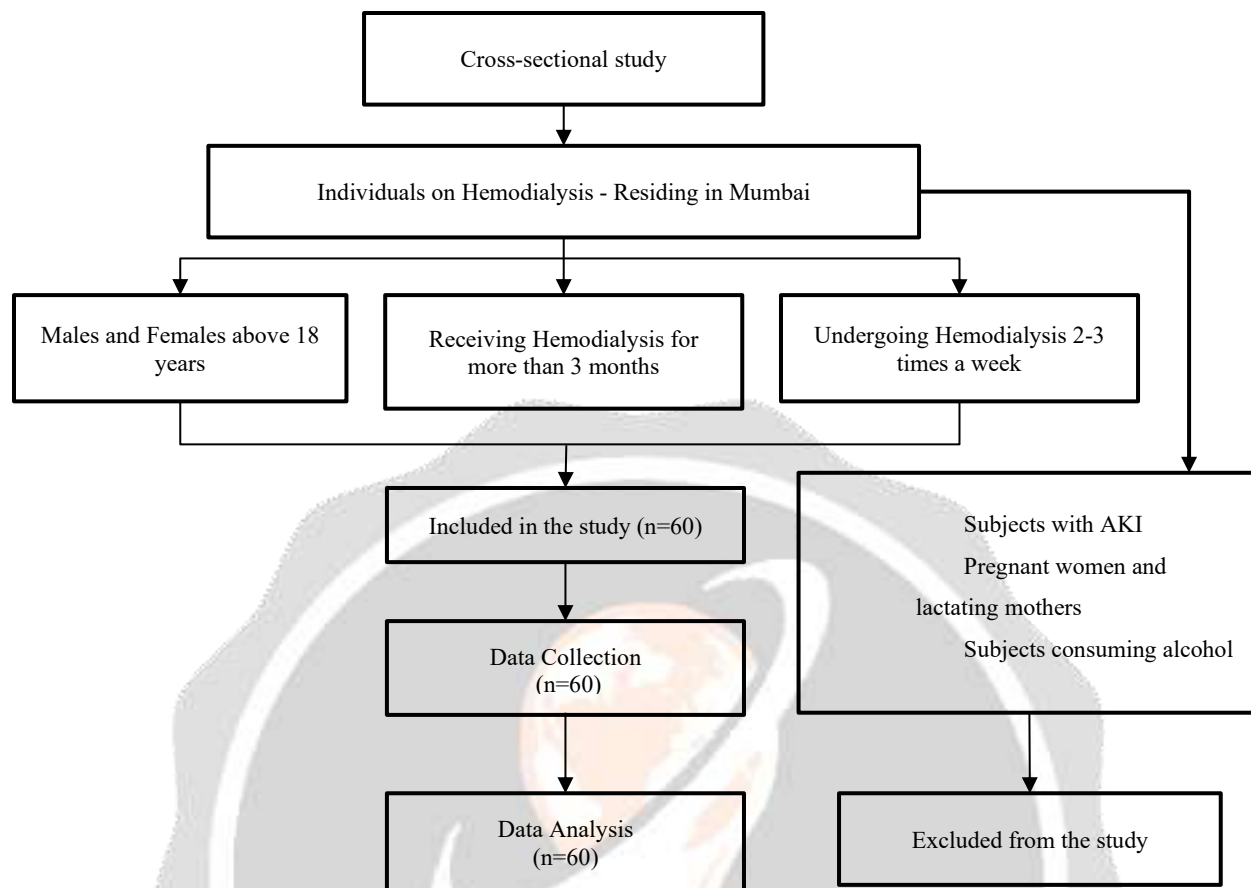 Cross-sectional study
Individuals on Hemodialysis - Residing in Mumbai
Males and Females above 18
years
Receiving Hemodialysis for
more than 3 months
Undergoing Hemodialysis 2-3
times a week
Included in the study (n=60)
Subjects with AKI
Pregnant women and
lactating mothers
Subjects consuming alcohol
Data Collection
(n=60)
Data Analysis
(n=60)
Excluded from the study